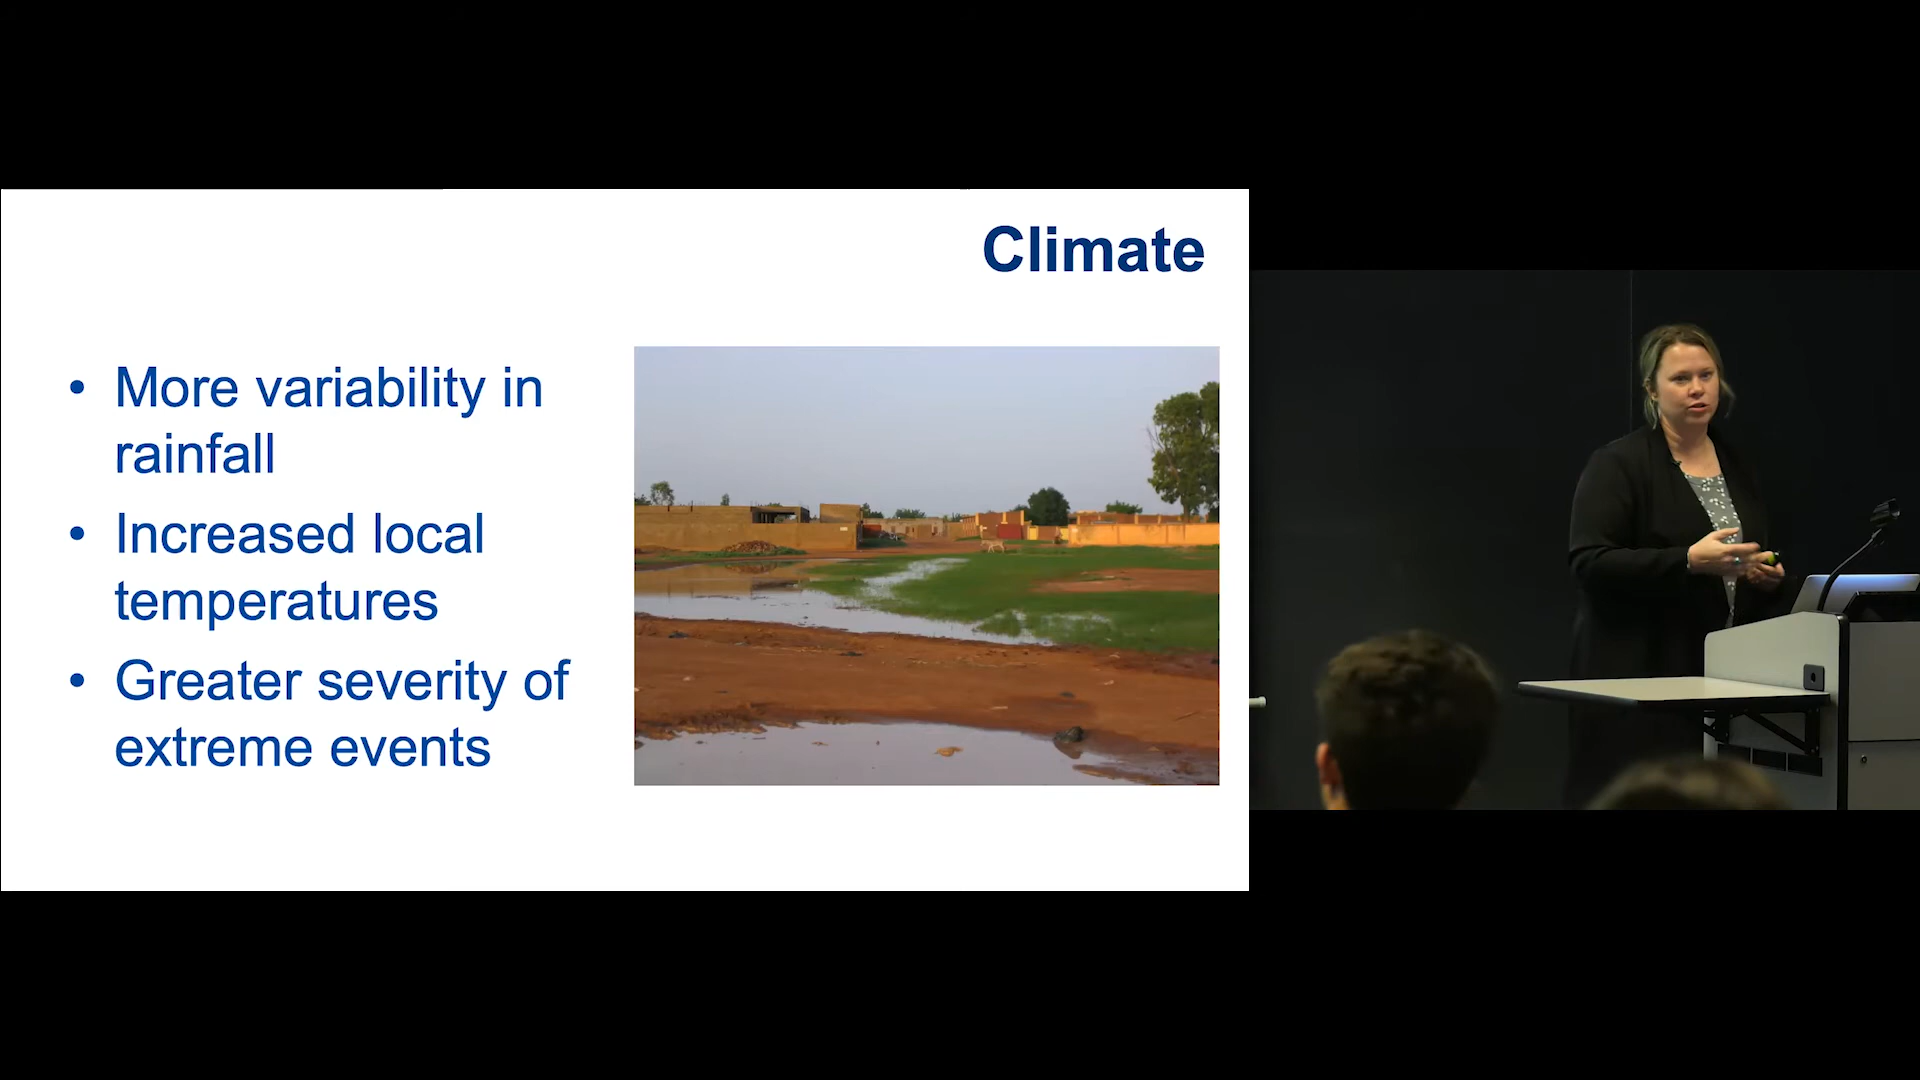 Climate
• More variability in
rainfall
• Increased local
temperatures
• Greater severity of
extreme events